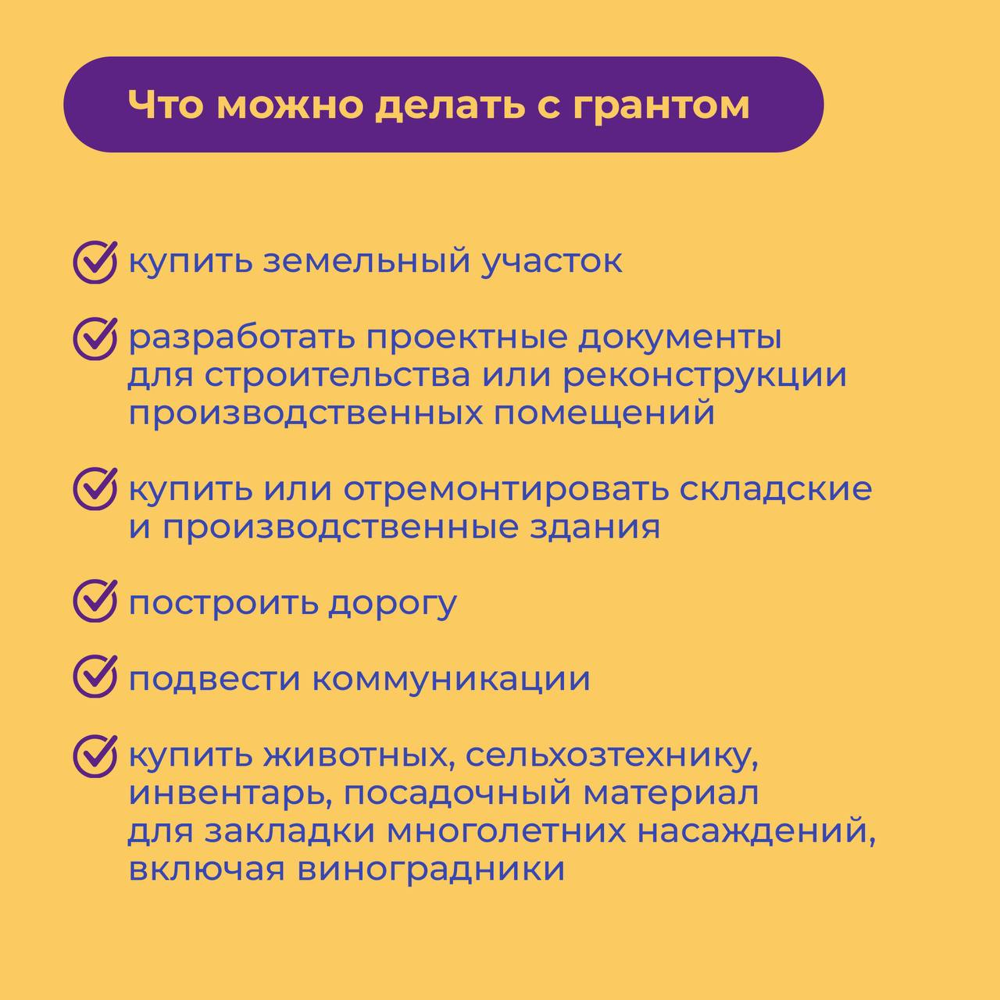 Что можно делать с грантом
купить земельный участок
разработать проектные документы
для строительства или реконструкции
производственных помещений
купить или отремонтировать складские
и производственные здания
построить дорогу
подвести коммуникации
купить животных, сельхозтехнику,
инвентарь, посадочный материал
для закладки многолетних насаждений,
включая виноградники